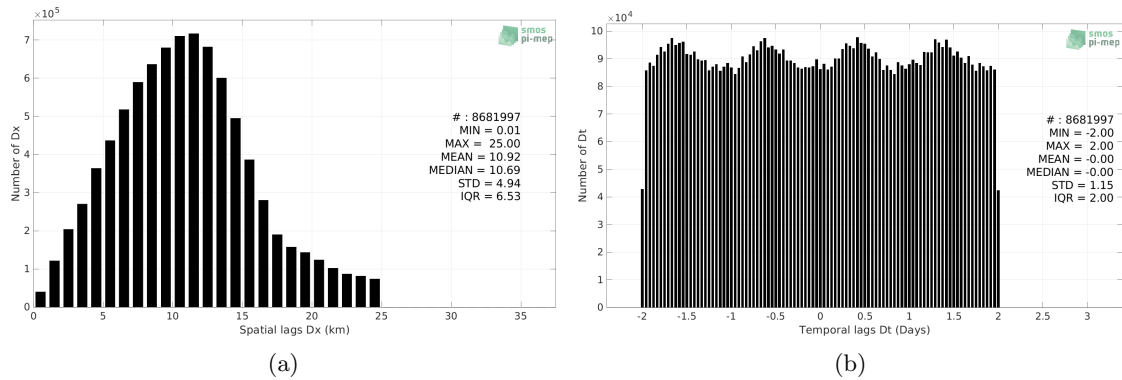 ×10⁵
7
6
5
4
3
2
1
0
Number of Dx
0 5 10 15 20 25 30 35
Spatial lags Dx (km)
smos
pi-mep
# : 8681997
MIN = 0.01
MAX = 25.00
MEAN = 10.92
MEDIAN = 10.69
STD = 4.94
IQR = 6.53
(a)
×10⁴
10
9
8
7
6
5
4
3
2
1
0
Number of Dt
-2 -1.5 -1 -0.5 0 0.5 1 1.5 2 2.5 3
Temporal lags Dt (Days)
smos
pi-mep
# : 8681997
MIN = -2.00
MAX = 2.00
MEAN = -0.00
MEDIAN = -0.00
STD = 1.15
IQR = 2.00
(b)